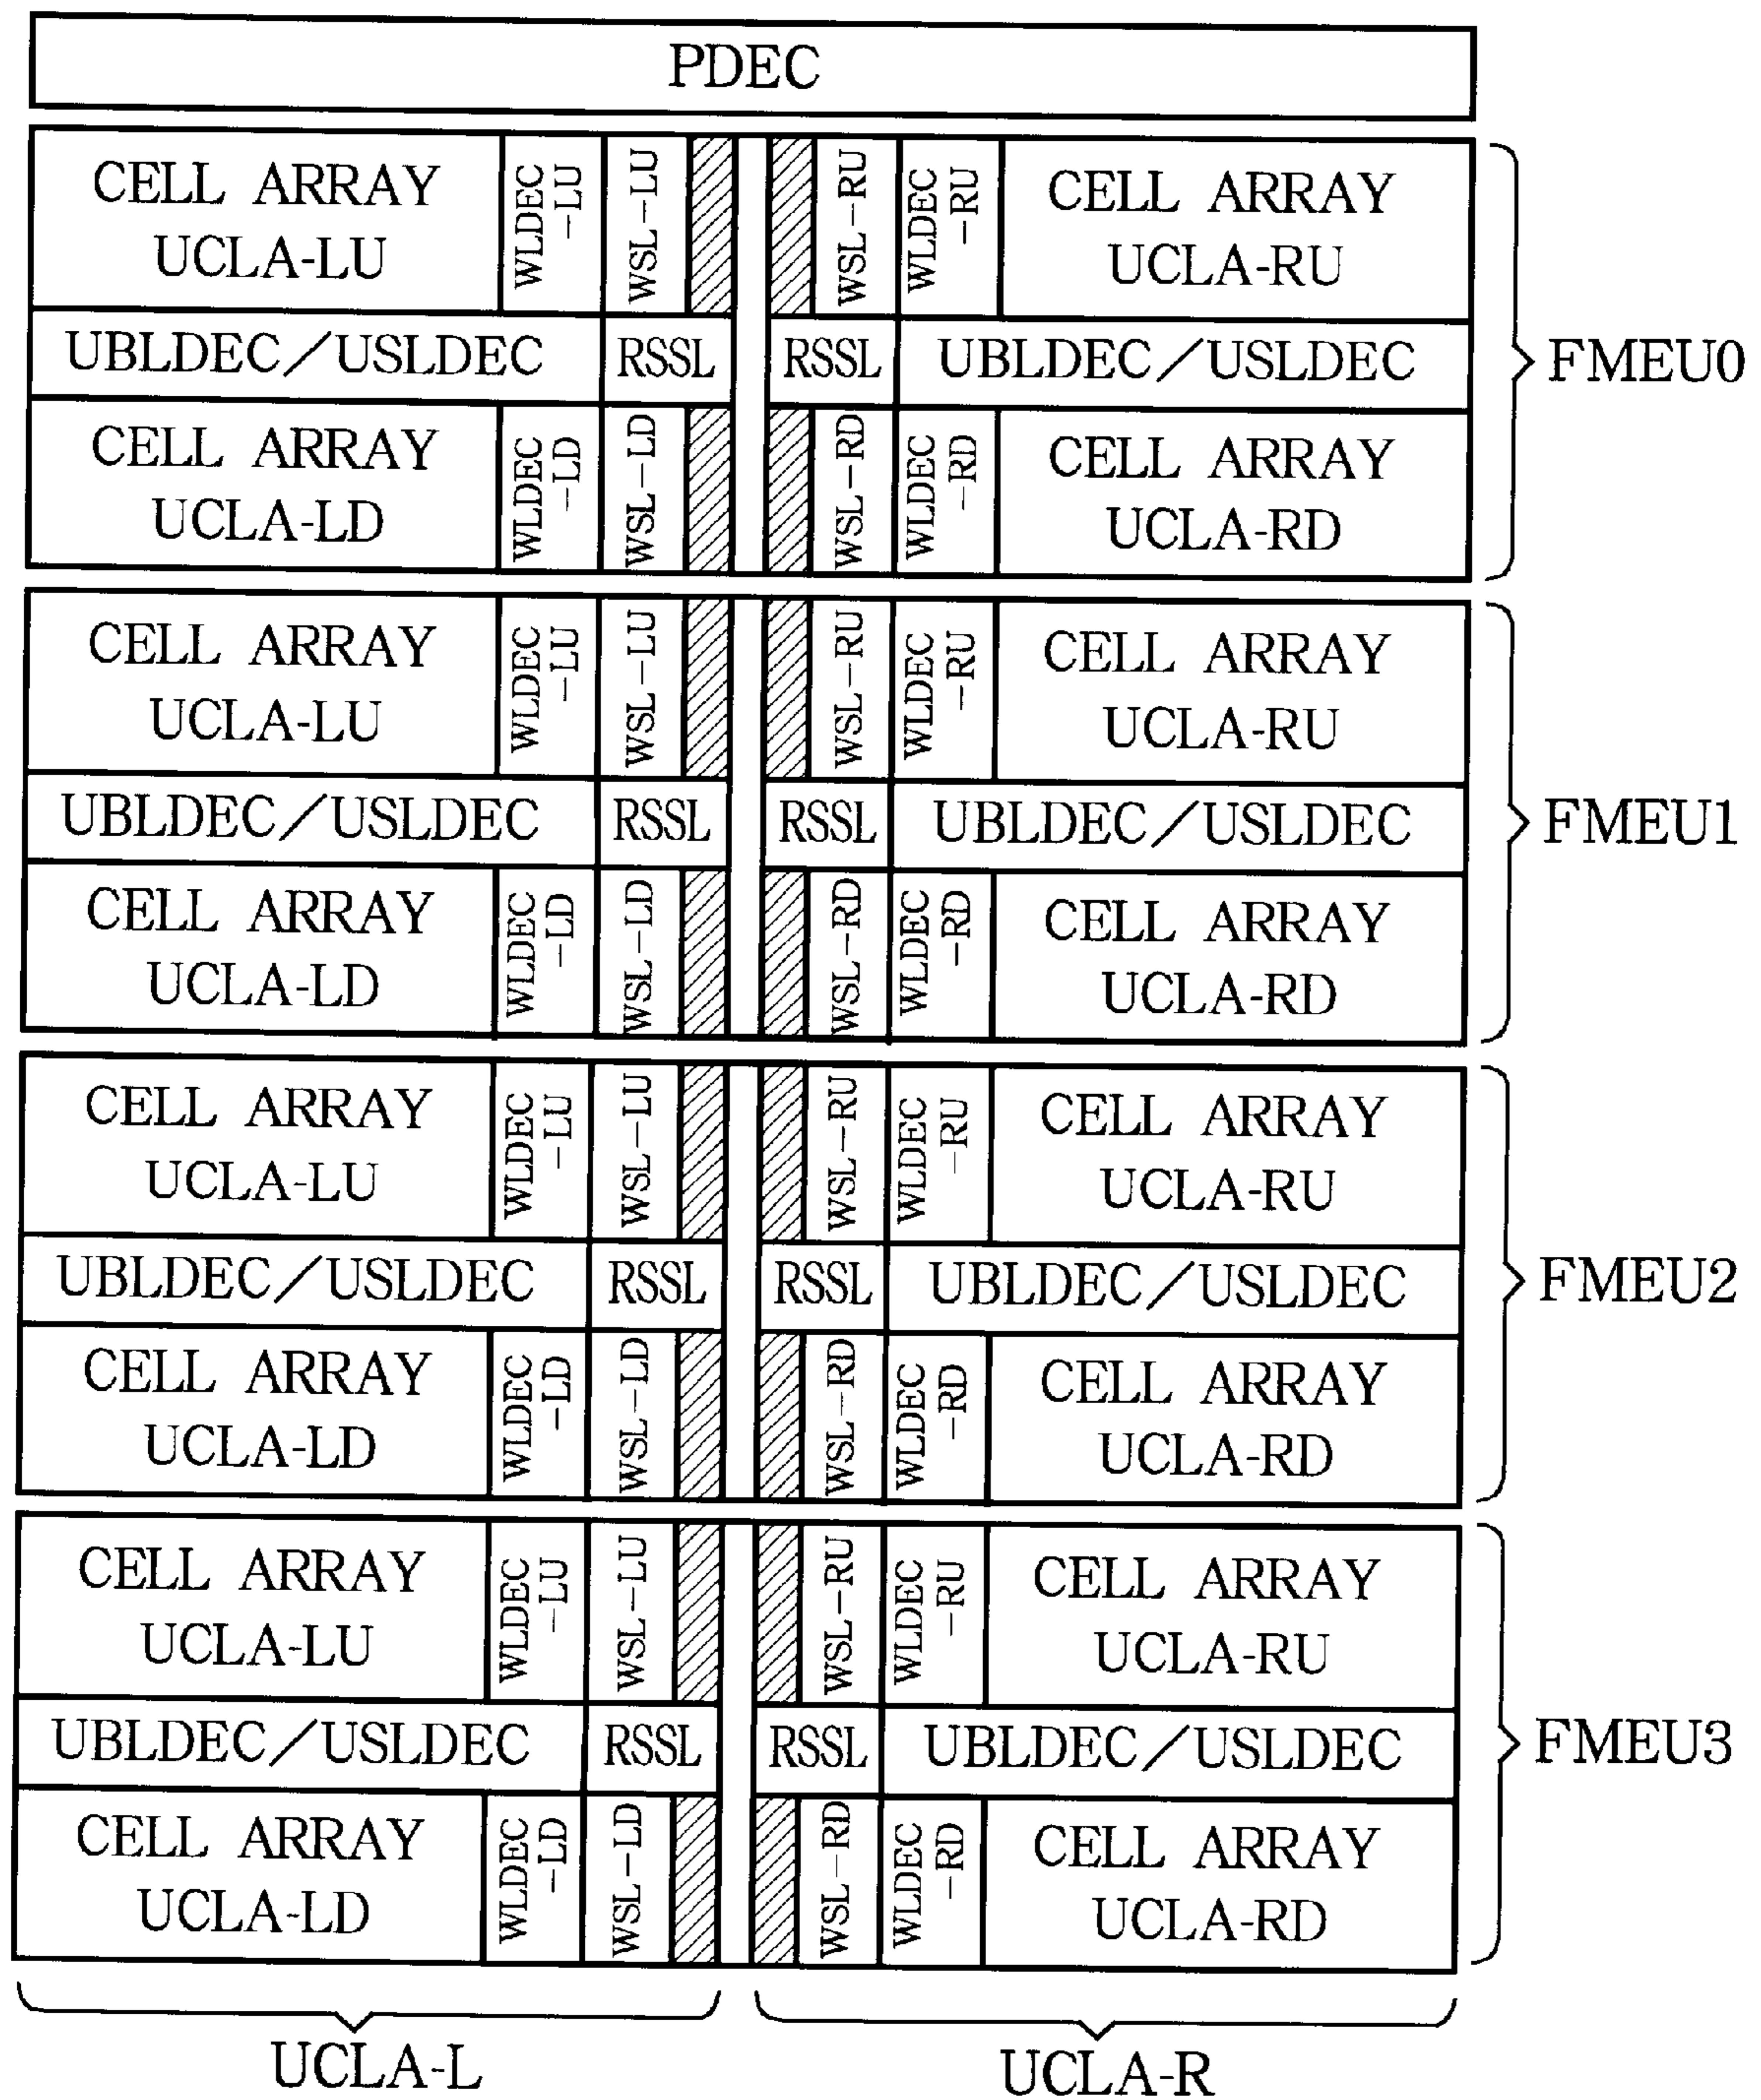 PDEC
CELL ARRAY
UCLA-LU
WLDEC
-LU
WSL-LU
WSL-RU
WLDEC
-RU
CELL ARRAY
UCLA-RU
UBLDEC/USLDEC
RSSL
RSSL
UBLDEC/USLDEC
FMEU0
CELL ARRAY
UCLA-LD
WLDEC
-LD
WSL-LD
WSL-RD
WLDEC
-RD
CELL ARRAY
UCLA-RD
CELL ARRAY
UCLA-LU
WLDEC
-LU
WSL-LU
WSL-RU
WLDEC
-RU
CELL ARRAY
UCLA-RU
UBLDEC/USLDEC
RSSL
RSSL
UBLDEC/USLDEC
FMEU1
CELL ARRAY
UCLA-LD
WLDEC
-LD
WSL-LD
WSL-RD
WLDEC
-RD
CELL ARRAY
UCLA-RD
CELL ARRAY
UCLA-LU
WLDEC
-LU
WSL-LU
WSL-RU
WLDEC
-RU
CELL ARRAY
UCLA-RU
UBLDEC/USLDEC
RSSL
RSSL
UBLDEC/USLDEC
FMEU2
CELL ARRAY
UCLA-LD
WLDEC
-LD
WSL-LD
WSL-RD
WLDEC
-RD
CELL ARRAY
UCLA-RD
CELL ARRAY
UCLA-LU
WLDEC
-LU
WSL-LU
WSL-RU
WLDEC
-RU
CELL ARRAY
UCLA-RU
UBLDEC/USLDEC
RSSL
RSSL
UBLDEC/USLDEC
FMEU3
CELL ARRAY
UCLA-LD
WLDEC
-LD
WSL-LD
WSL-RD
WLDEC
-RD
CELL ARRAY
UCLA-RD
UCLA-L
UCLA-R